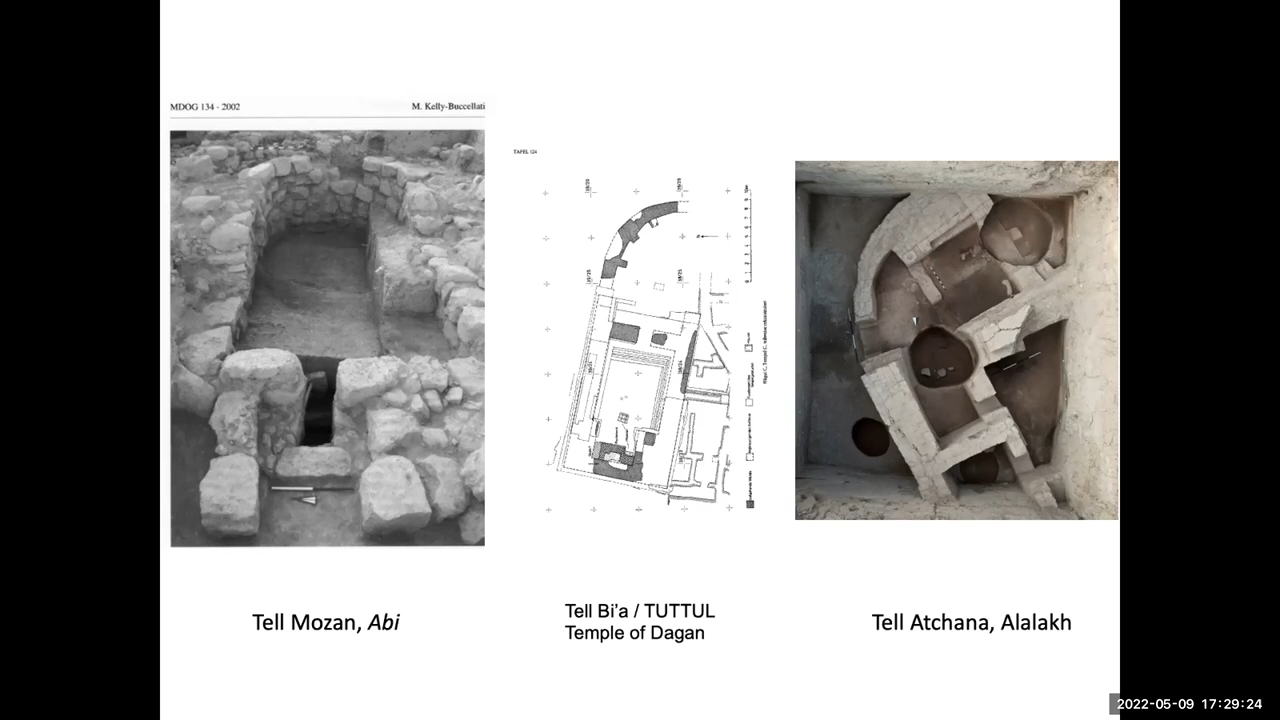 MDOG 134 - 2002
M. Kelly-Buccellati
TAFEL 124
Tell Mozan, Abi
Tell Bi'a / TUTTUL
Temple of Dagan
Tell Atchana, Alalakh
2022-05-09 17:29:24